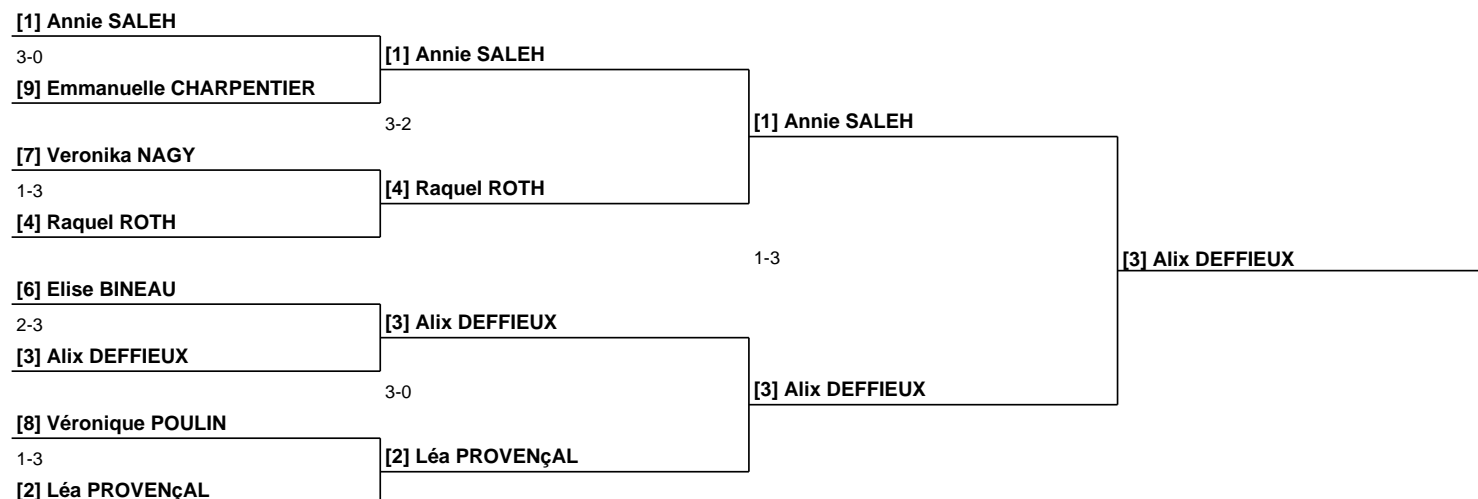 [1] Annie SALEH
3-0
[9] Emmanuelle CHARPENTIER
[1] Annie SALEH
3-2
[7] Veronika NAGY
1-3
[4] Raquel ROTH
[4] Raquel ROTH
[1] Annie SALEH
1-3
[6] Elise BINEAU
2-3
[3] Alix DEFFIEUX
[3] Alix DEFFIEUX
3-0
[8] Véronique POULIN
1-3
[2] Léa PROVENçAL
[2] Léa PROVENçAL
[3] Alix DEFFIEUX
[3] Alix DEFFIEUX